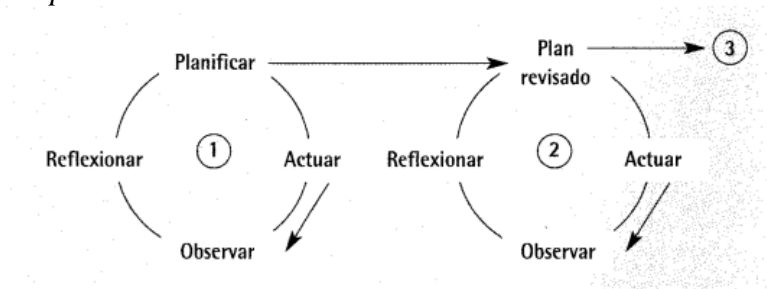 Planificar
Plan
revisado
3
Reflexionar
1
Actuar
Reflexionar
2
Actuar
Observar
Observar